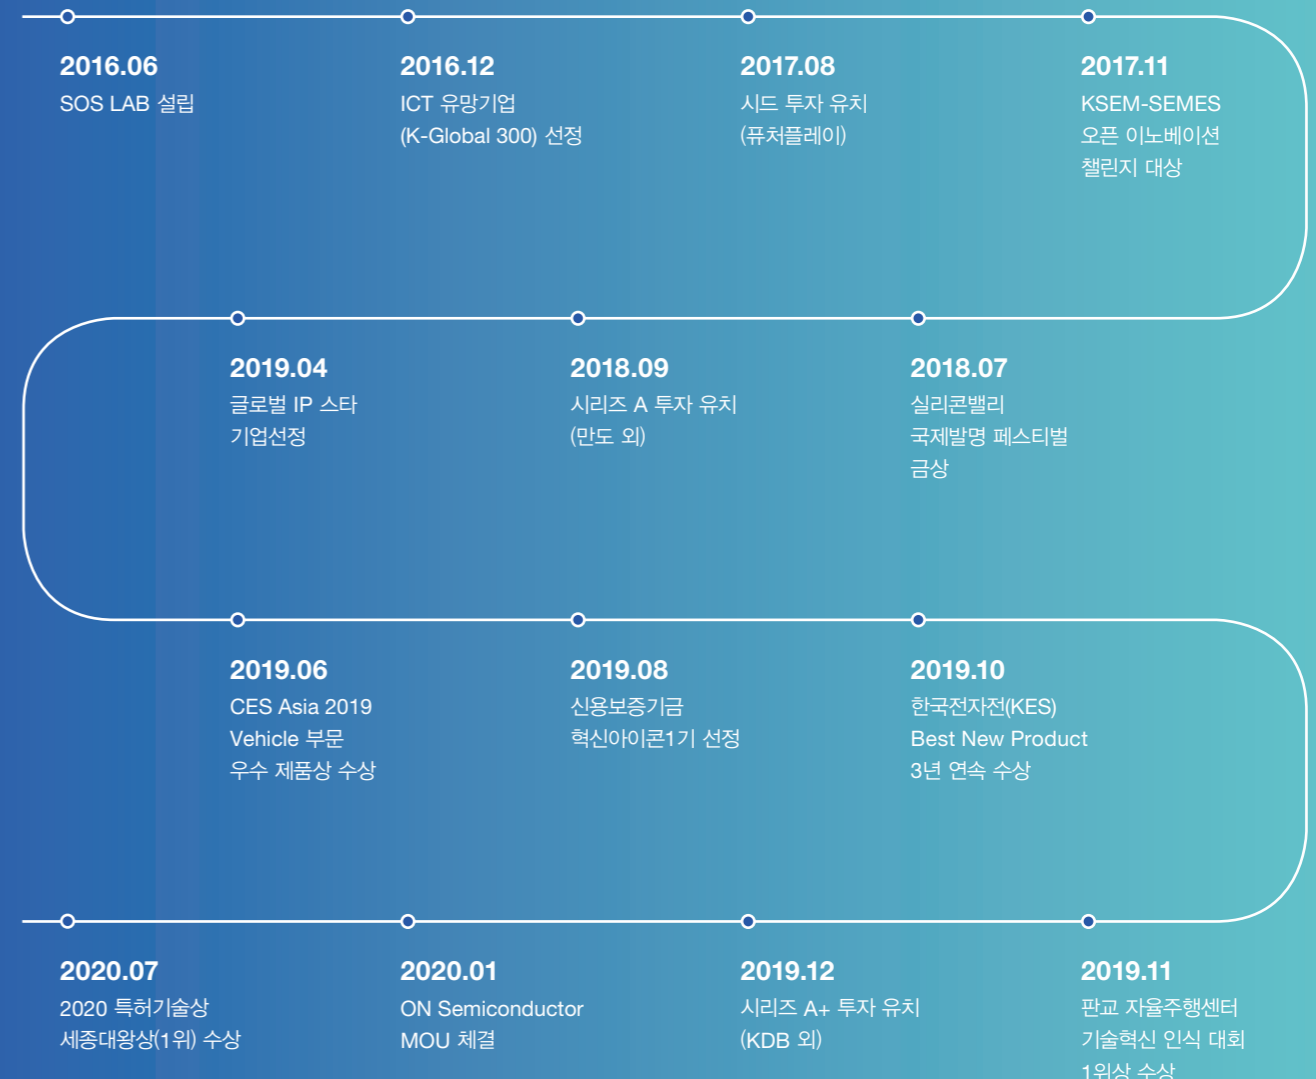 2016.06
SOS LAB 설립
2016.12
ICT 유망기업
(K-Global 300) 선정
2017.08
시드 투자 유치
(퓨처플레이)
2017.11
KSEM-SEMES
오픈 이노베이션
챌린지 대상
2018.07
실리콘밸리
국제발명 페스티벌
금상
2018.09
시리즈 A 투자 유치
(만도 외)
2019.04
글로벌 IP 스타
기업선정
2019.06
CES Asia 2019
Vehicle 부문
우수 제품상 수상
2019.08
신용보증기금
혁신아이콘1기 선정
2019.10
한국전자전(KES)
Best New Product
3년 연속 수상
2019.11
판교 자율주행센터
기술혁신 인식 대회
1위상 수상
2019.12
시리즈 A+ 투자 유치
(KDB 외)
2020.01
ON Semiconductor
MOU 체결
2020.07
2020 특허기술상
세종대왕상(1위) 수상